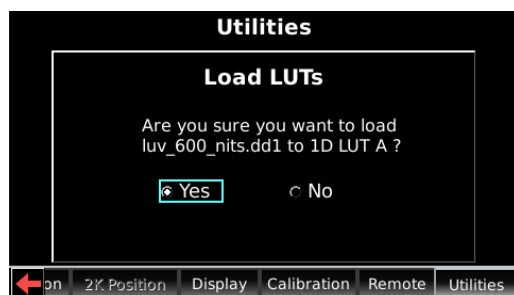 Utilities
Load LUTs
Are you sure you want to load
luv_600_nits.dd1 to 1D LUT A ?
Yes No
on 2K Position Display Calibration Remote Utilities